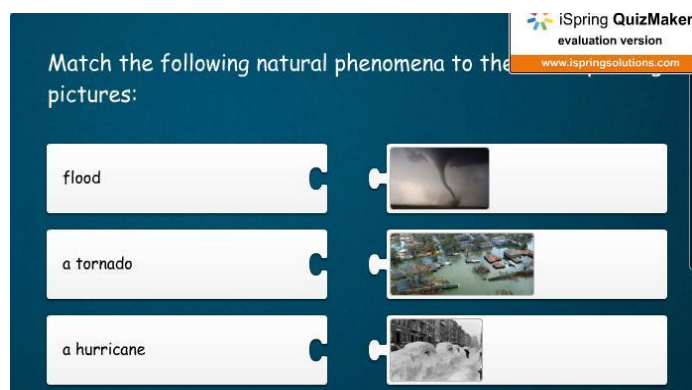 iSpring QuizMaker
evaluation version
www.ispringsolutions.com
Match the following natural phenomena to the
pictures:
flood
a tornado
a hurricane